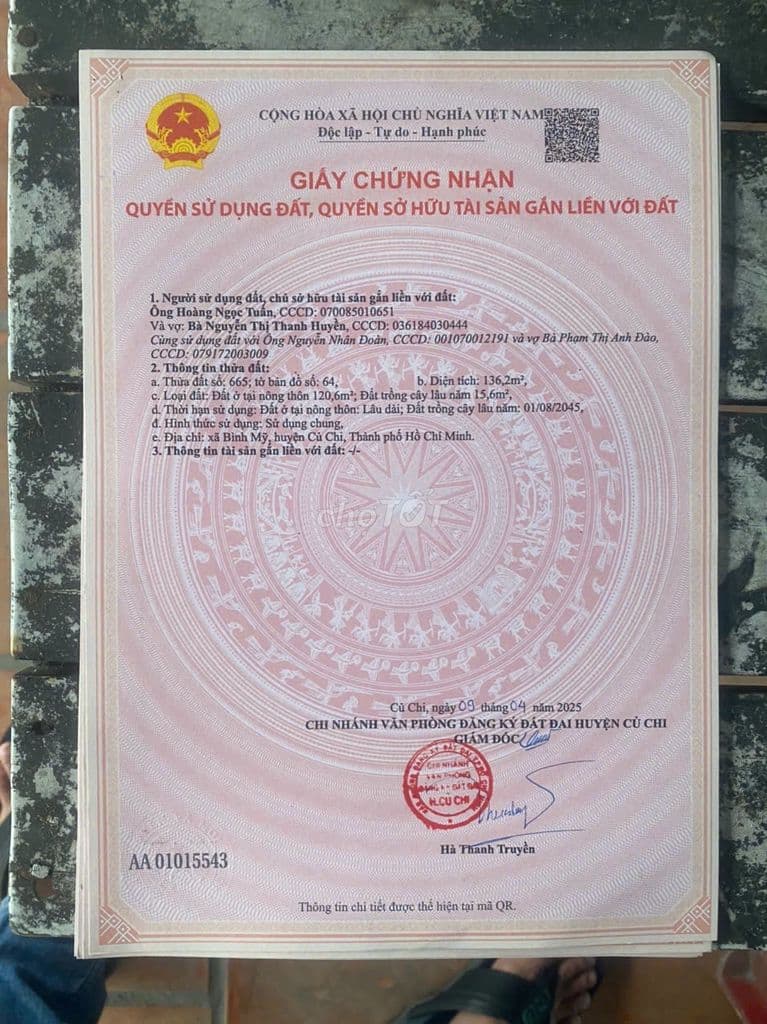 CỘNG HÒA XÃ HỘI CHỦ NGHĨA VIỆT NAM
Độc lập - Tự do - Hạnh phúc
GIẤY CHỨNG NHẬN
QUYỀN SỬ DỤNG ĐẤT, QUYỀN SỞ HỮU TÀI SẢN GẮN LIỀN VỚI ĐẤT
1. Người sử dụng đất, chủ sở hữu tài sản gắn liền với đất:
Ông Hoàng Ngọc Tuấn, CCCD: 070085010651
Và vợ: Bà Nguyễn Thị Thanh Huyền, CCCD: 036184030444
Cùng sử dụng đất với Ông Nguyễn Nhân Đoàn, CCCD: 001070012191 và vợ Bà Phạm Thị Anh Đào,
CCCD: 079172003009
2. Thông tin thửa đất:
a. Thửa đất số: 665; tờ bản đồ số: 64, b. Diện tích: 136,2m²,
c. Loại đất: Đất ở tại nông thôn 120,6m²; Đất trồng cây lâu năm 15,6m²,
d. Thời hạn sử dụng: Đất ở tại nông thôn: Lâu dài; Đất trồng cây lâu năm: 01/08/2045,
đ. Hình thức sử dụng: Sử dụng chung,
e. Địa chỉ: xã Bình Mỹ, huyện Củ Chi, Thành phố Hồ Chí Minh.
3. Thông tin tài sản gắn liền với đất: -/-
chợTỐT
Củ Chi, ngày 09 tháng 04 năm 2025
CHI NHÁNH VĂN PHÒNG ĐĂNG KÝ ĐẤT ĐAI HUYỆN CỦ CHI
GIÁM ĐỐC
CHI NHÁNH
VĂN PHÒNG
ĐĂNG KÝ ĐẤT ĐAI
H.CỦ CHI
Hà Thanh Truyền
AA 01015543
Thông tin chi tiết được thể hiện tại mã QR.